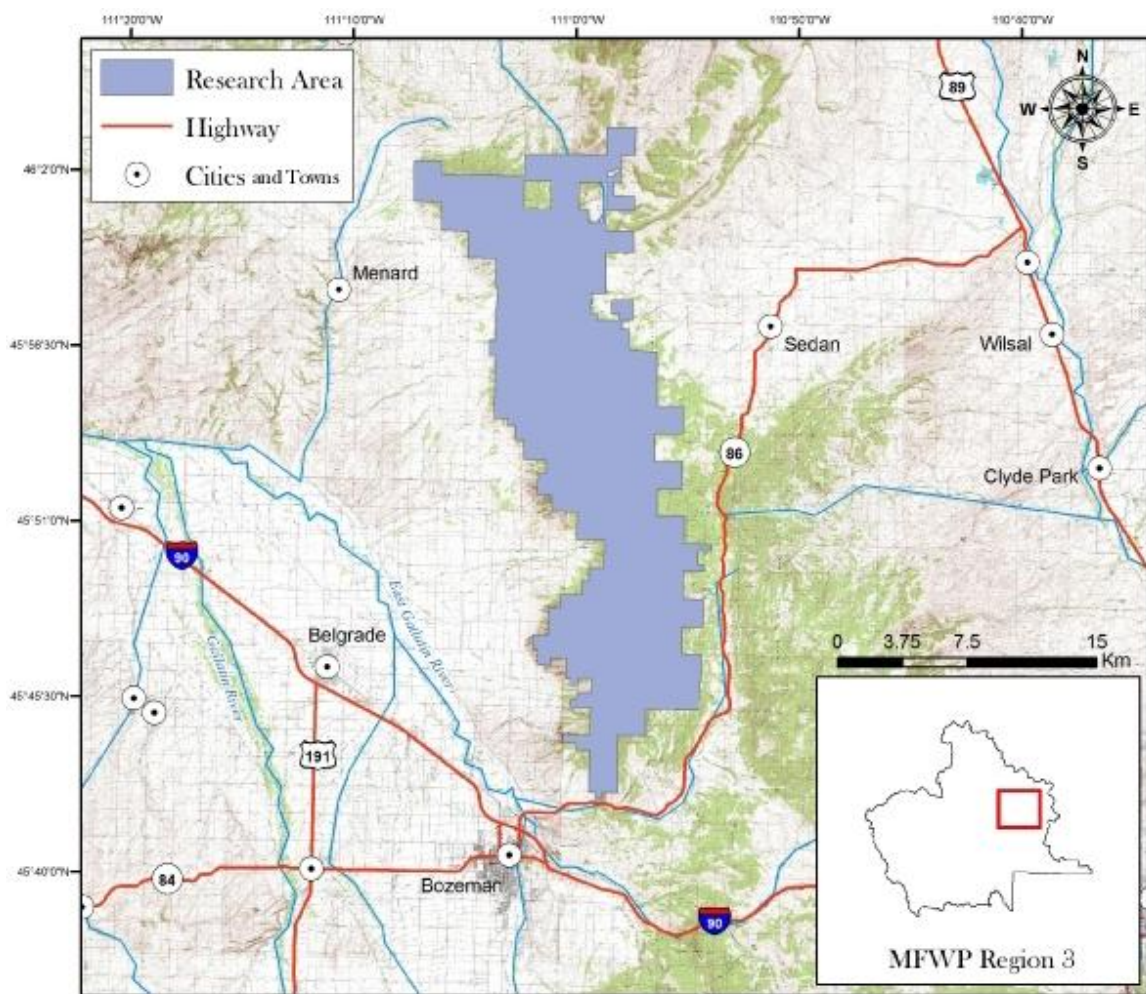 111°20'0"W
111°10'0"W
111°0'0"W
110°50'0"W
110°40'0"W
Research Area
Highway
Cities and Towns
89
N
W E
S
46°2'0"N
Menard
45°56'30"N
Sedan
Wilsal
86
Clyde Park
45°51'0"N
90
East Gallatin River
Gallatin River
Belgrade
0 3.75 7.5 15
Km
45°45'30"N
191
45°40'0"N
84
Bozeman
90
MFWP Region 3